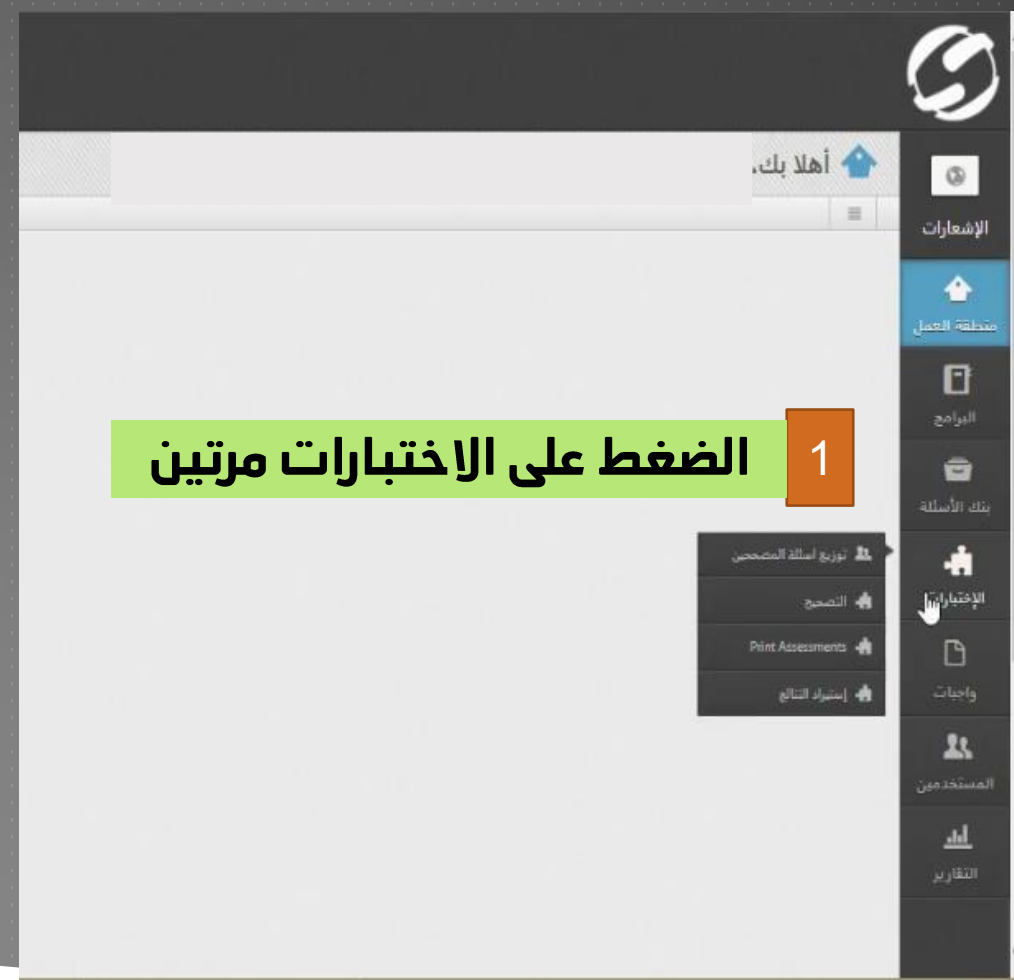 أهلا بك،
الإشعارات
منطقة العمل
البرامج
بنك الأسئلة
1 الضغط على الاختبارات مرتين
الإختبارات
توزيع أسئلة المصححين
التصحيح
Print Assessments
إستيراد النتائج
واجبات
المستخدمين
التقارير